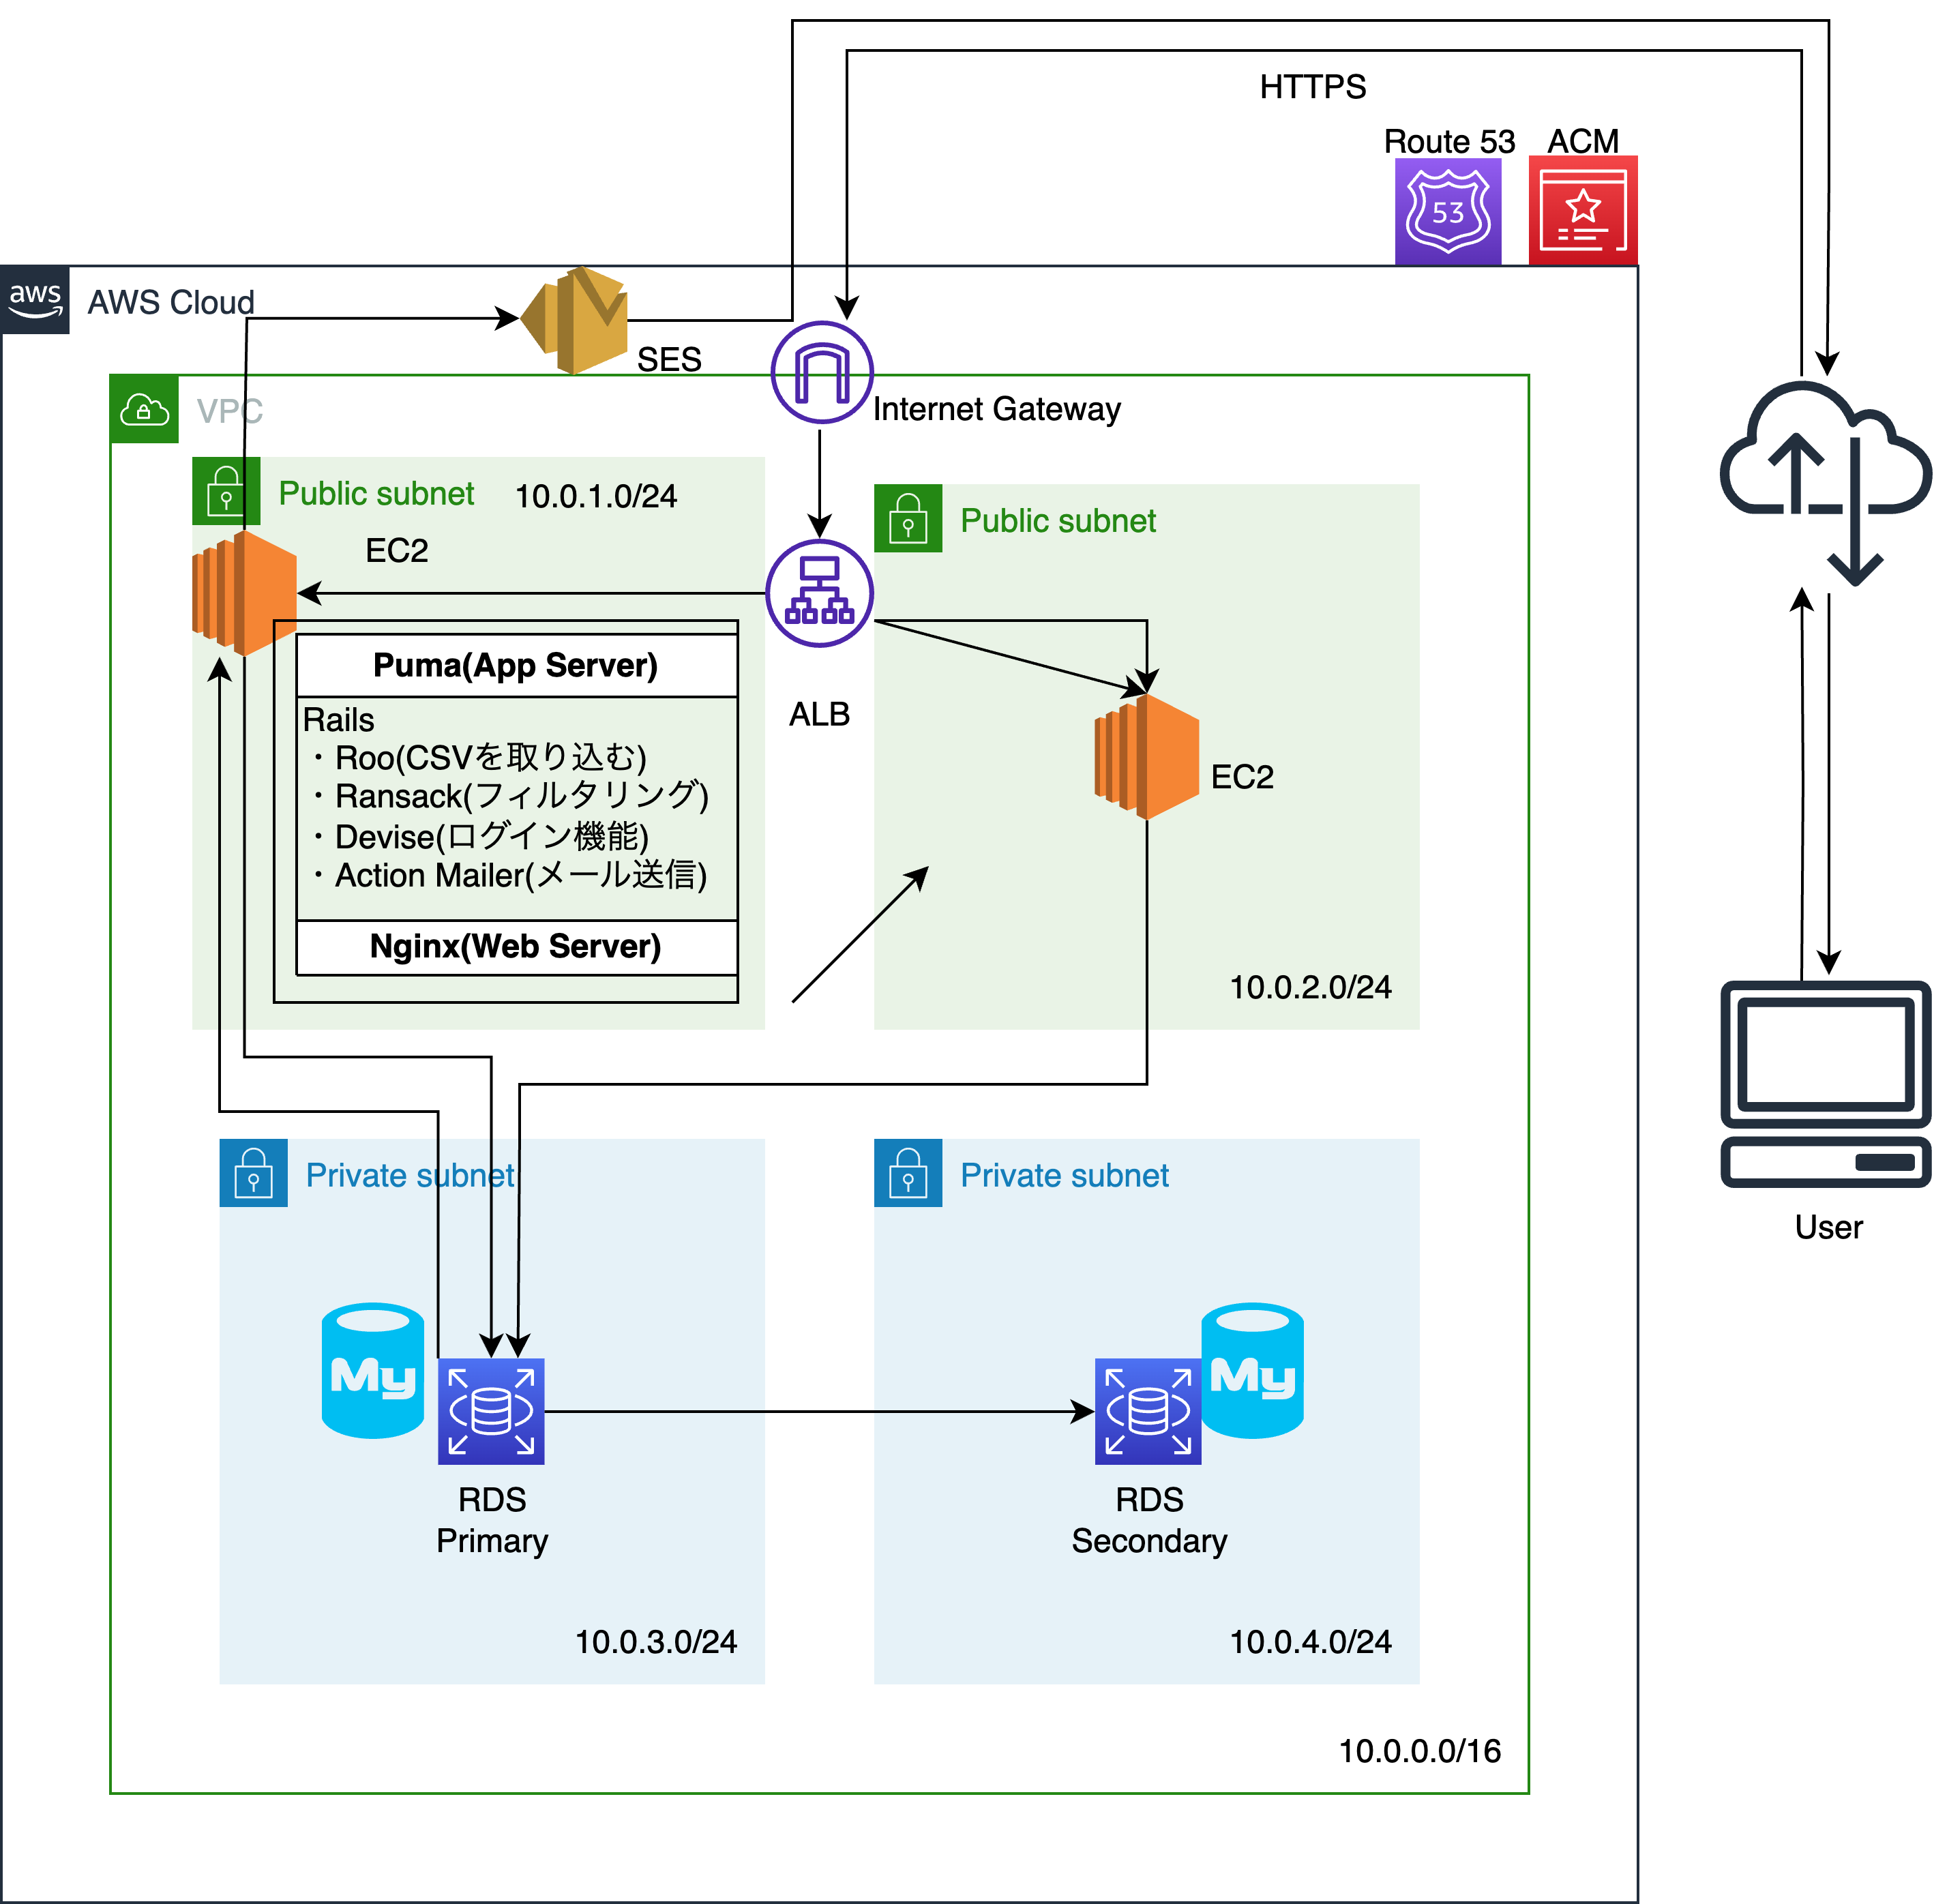 HTTPS
Route 53
ACM
53
aws
AWS Cloud
SES
VPC
Internet Gateway
Public subnet
10.0.1.0/24
Public subnet
EC2
Puma(App Server)
Rails
・Roo(CSVを取り込む)
・Ransack(フィルタリング)
・Devise(ログイン機能)
・Action Mailer(メール送信)
Nginx(Web Server)
ALB
EC2
10.0.2.0/24
Private subnet
Private subnet
User
My
My
RDS
Primary
RDS
Secondary
10.0.3.0/24
10.0.4.0/24
10.0.0.0/16